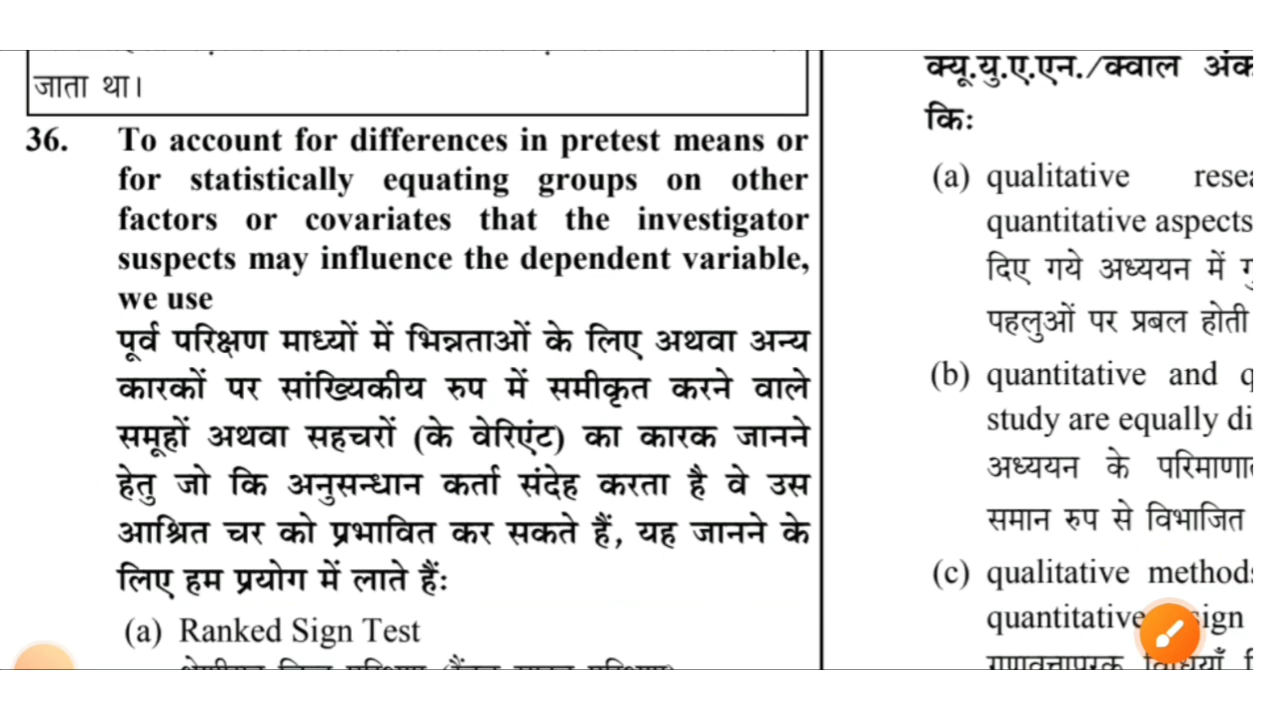 जाता था।
36. To account for differences in pretest means or
for statistically equating groups on other
factors or covariates that the investigator
suspects may influence the dependent variable,
we use
पूर्व परिक्षण माध्यों में भिन्नताओं के लिए अथवा अन्य
कारकों पर सांख्यिकीय रुप में समीकृत करने वाले
समूहों अथवा सहचरों (के वेरिएंट) का कारक जानने
हेतु जो कि अनुसन्धान कर्ता संदेह करता है वे उस
आश्रित चर को प्रभावित कर सकते हैं, यह जानने के
लिए हम प्रयोग में लाते हैंः
(a) Ranked Sign Test
क्यू.यु.ए.एन./क्वाल अंक
किः
(a) qualitative
quantitative aspects
दिए गये अध्ययन में
पहलुओं पर प्रबल होती
(b) quantitative and
study are equally
अध्ययन के
समान रुप से विभाजित
(c) qualitative
quantitative